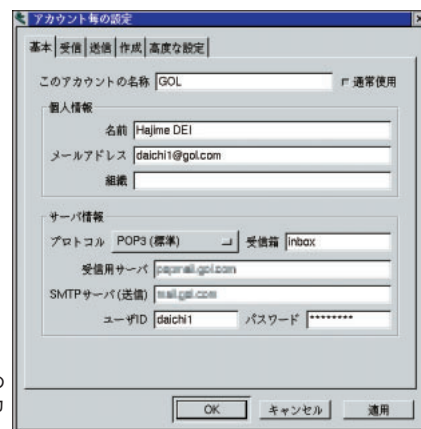 アカウント毎の設定
基本 受信 送信 作成 高度な設定
このアカウントの名称 GOL 通常使用
個人情報
名前 Hajime DEI
メールアドレス daichi1@gol.com
組織
サーバ情報
プロトコル POP3 (標準) 受信箱 inbox
受信用サーバ
SMTPサーバ (送信)
ユーザID daichi1 パスワード ********
OK キャンセル 適用